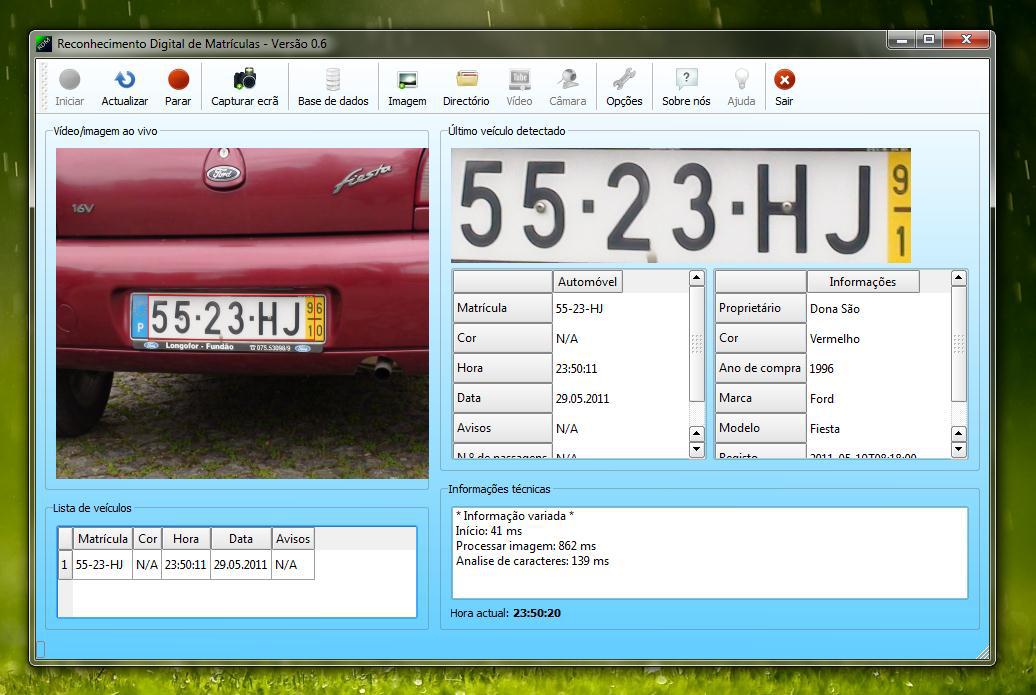 Reconhecimento Digital de Matrículas - Versão 0.6
Iniciar Actualizar Parar Capturar ecrã Base de dados Imagem Directório Vídeo Câmara Opções Sobre nós Ajuda Sair
Vídeo/imagem ao vivo
Ford
fiesta
16V
P 55·23·HJ 96 10
Longofor - Fundão
Último veículo detectado
55·23·HJ 9 1
Automóvel
Matrícula 55-23-HJ
Cor N/A
Hora 23:50:11
Data 29.05.2011
Avisos N/A
N.º de passagens N/A
Informações
Proprietário Dona São
Cor Vermelho
Ano de compra 1996
Marca Ford
Modelo Fiesta
Registo 2011-05-10T08:18:00
Lista de veículos
Matrícula Cor Hora Data Avisos
1 55-23-HJ N/A 23:50:11 29.05.2011 N/A
Informações técnicas
* Informação variada *
Início: 41 ms
Processar imagem: 862 ms
Analise de caracteres: 139 ms
Hora actual: 23:50:20